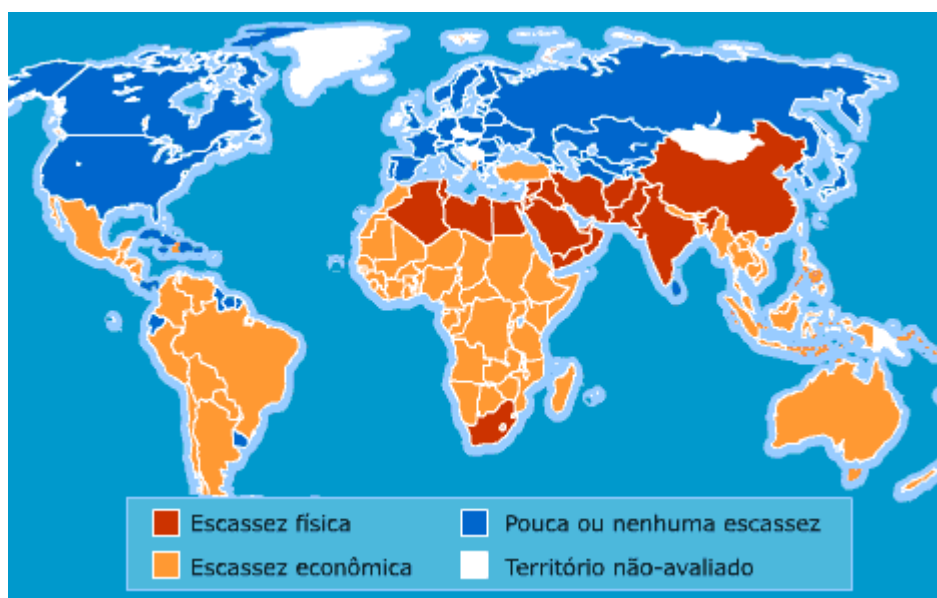 Escassez física
Pouca ou nenhuma escassez
Escassez econômica
Território não-avaliado